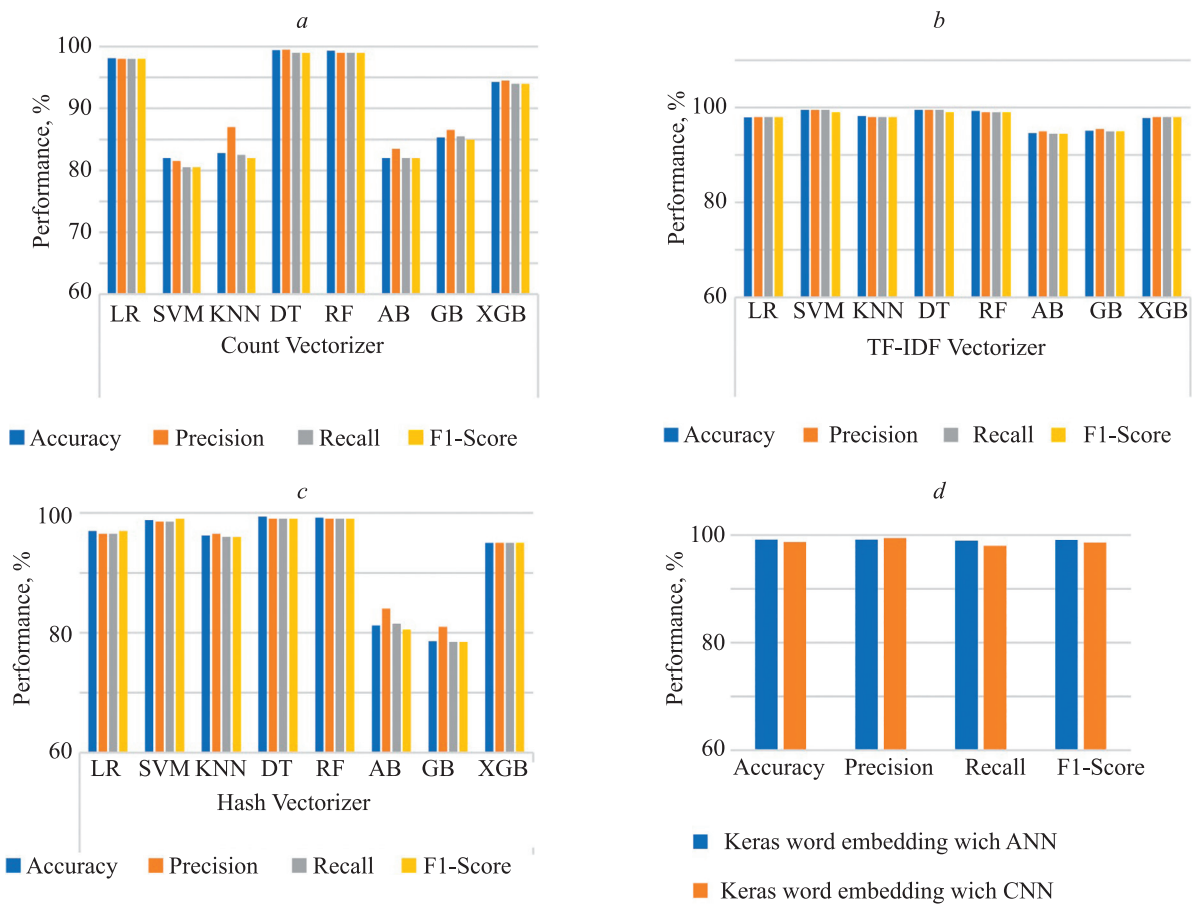 a
Performance, %
100
90
80
70
60
LR SVM KNN DT RF AB GB XGB
Count Vectorizer
Accuracy Precision Recall F1-Score
b
Performance, %
100
80
60
LR SVM KNN DT RF AB GB XGB
TF-IDF Vectorizer
Accuracy Precision Recall F1-Score
c
Performance, %
100
80
60
LR SVM KNN DT RF AB GB XGB
Hash Vectorizer
Accuracy Precision Recall F1-Score
d
Performance, %
100
80
60
Accuracy Precision Recall F1-Score
Keras word embedding wich ANN
Keras word embedding wich CNN